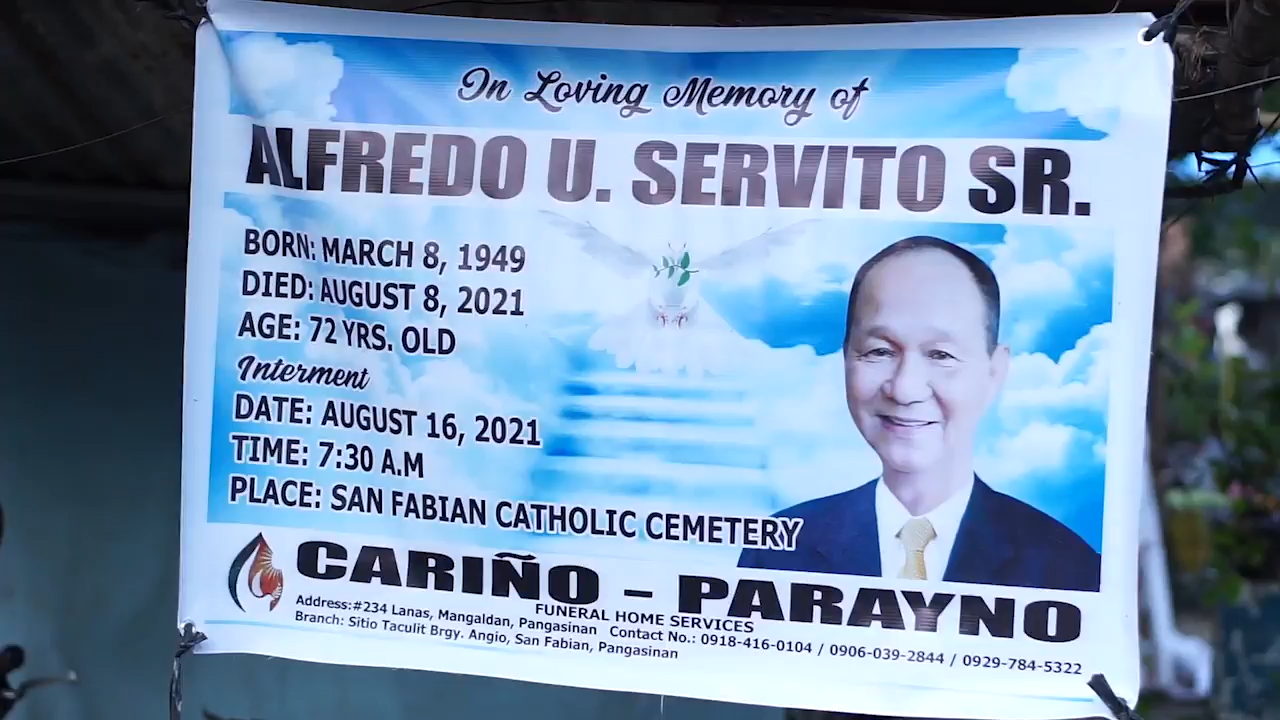 In Loving Memory of
ALFREDO U. SERVITO SR.
BORN: MARCH 8, 1949
DIED: AUGUST 8, 2021
AGE: 72 YRS. OLD
Interment
DATE: AUGUST 16, 2021
TIME: 7:30 A.M
PLACE: SAN FABIAN CATHOLIC CEMETERY
CARIÑO - PARAYNO
FUNERAL HOME SERVICES
Address:#234 Lanas, Mangaldan, Pangasinan Contact No.: 0918-416-0104 / 0906-039-2844 / 0929-784-5322
Branch: Sitio Taculit Brgy. Angio, San Fabian, Pangasinan